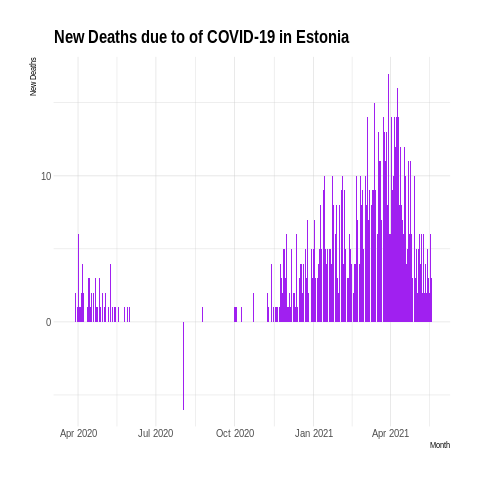 New Deaths due to of COVID-19 in Estonia
New Deaths
10
0
Apr 2020 Jul 2020 Oct 2020 Jan 2021 Apr 2021
Month